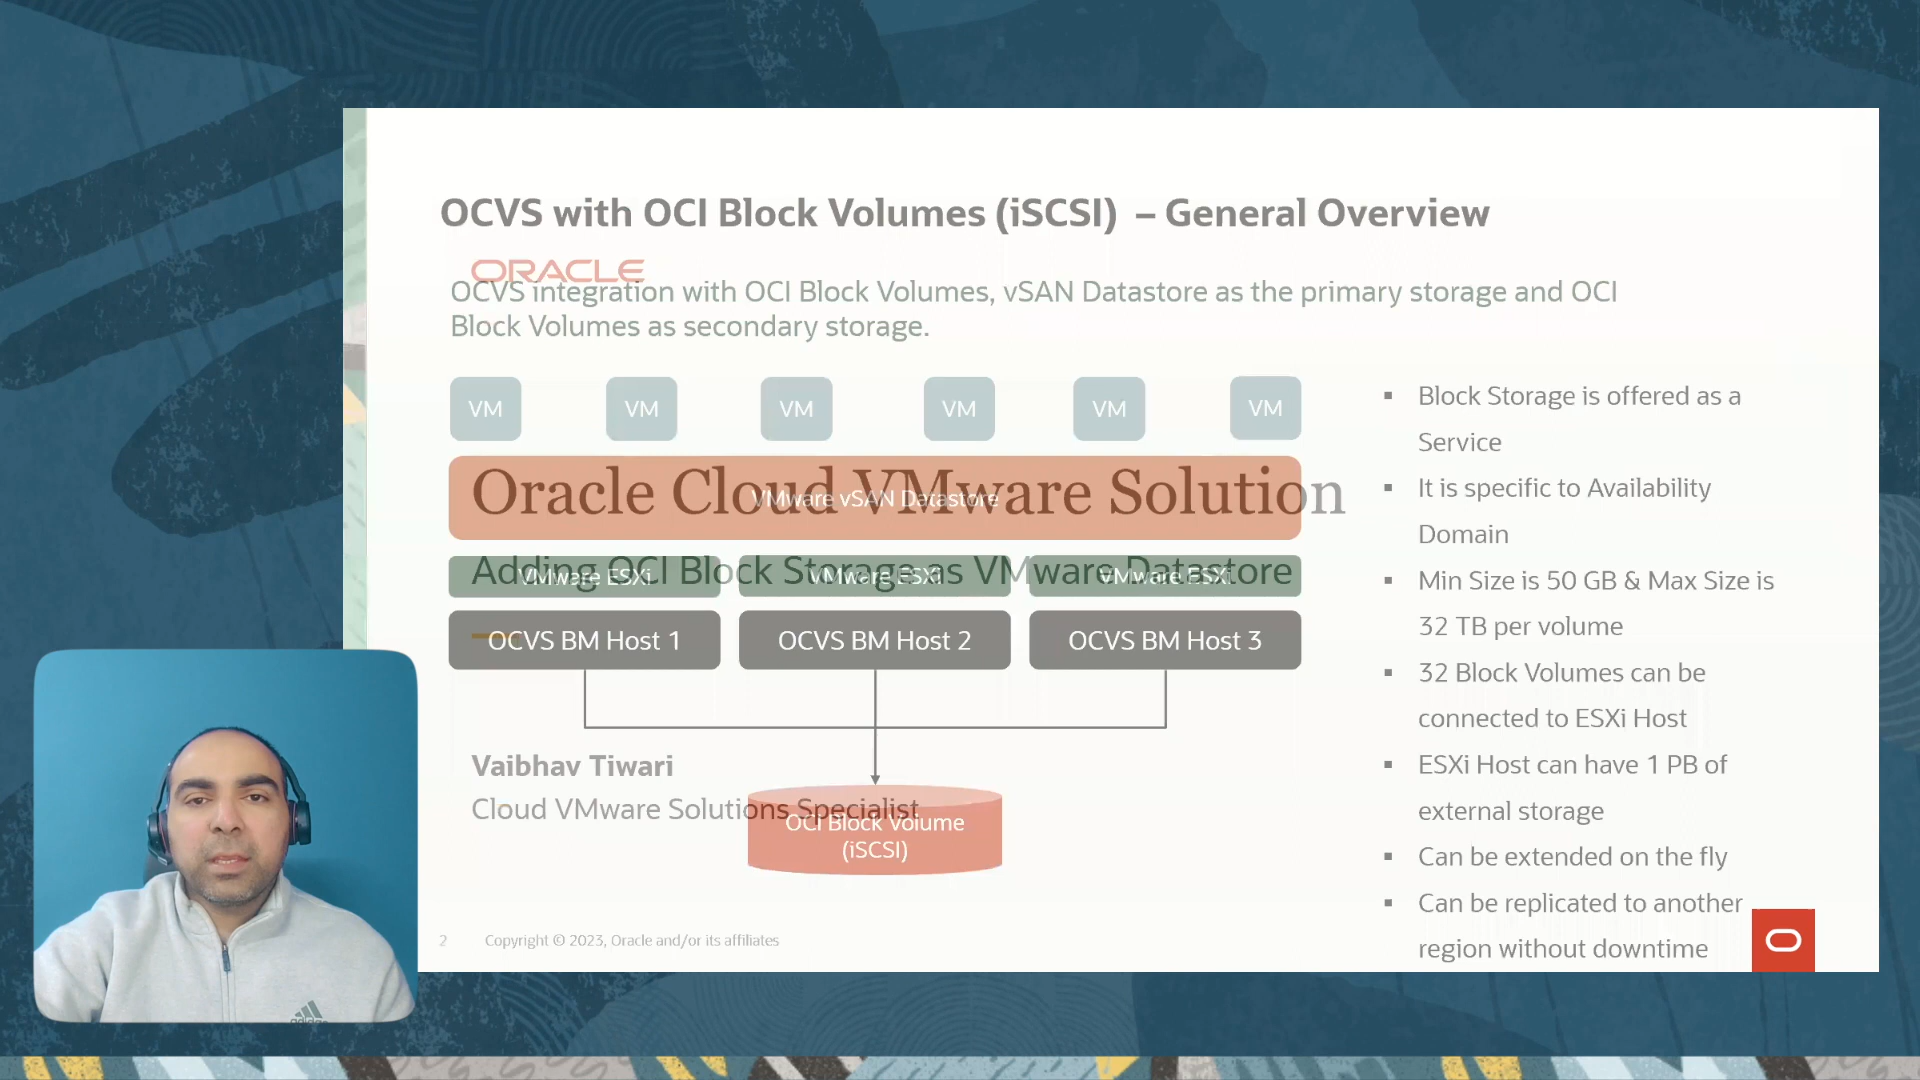 OCVS with OCI Block Volumes (iSCSI) – General Overview
ORACLE
OCVS integration with OCI Block Volumes, vSAN Datastore as the primary storage and OCI
Block Volumes as secondary storage.
VM VM VM VM VM VM
Oracle Cloud VMware Solution
VMware vSAN Datastore
Adding OCI Block Storage as VMware Datastore
VMware ESXi VMware ESXi VMware ESXi
OCVS BM Host 1 OCVS BM Host 2 OCVS BM Host 3
Vaibhav Tiwari
Cloud VMware Solutions Specialist
OCI Block Volume
(iSCSI)
▪ Block Storage is offered as a
Service
▪ It is specific to Availability
Domain
▪ Min Size is 50 GB & Max Size is
32 TB per volume
▪ 32 Block Volumes can be
connected to ESXi Host
▪ ESXi Host can have 1 PB of
external storage
▪ Can be extended on the fly
▪ Can be replicated to another
region without downtime
2 Copyright © 2023, Oracle and/or its affiliates
adidas